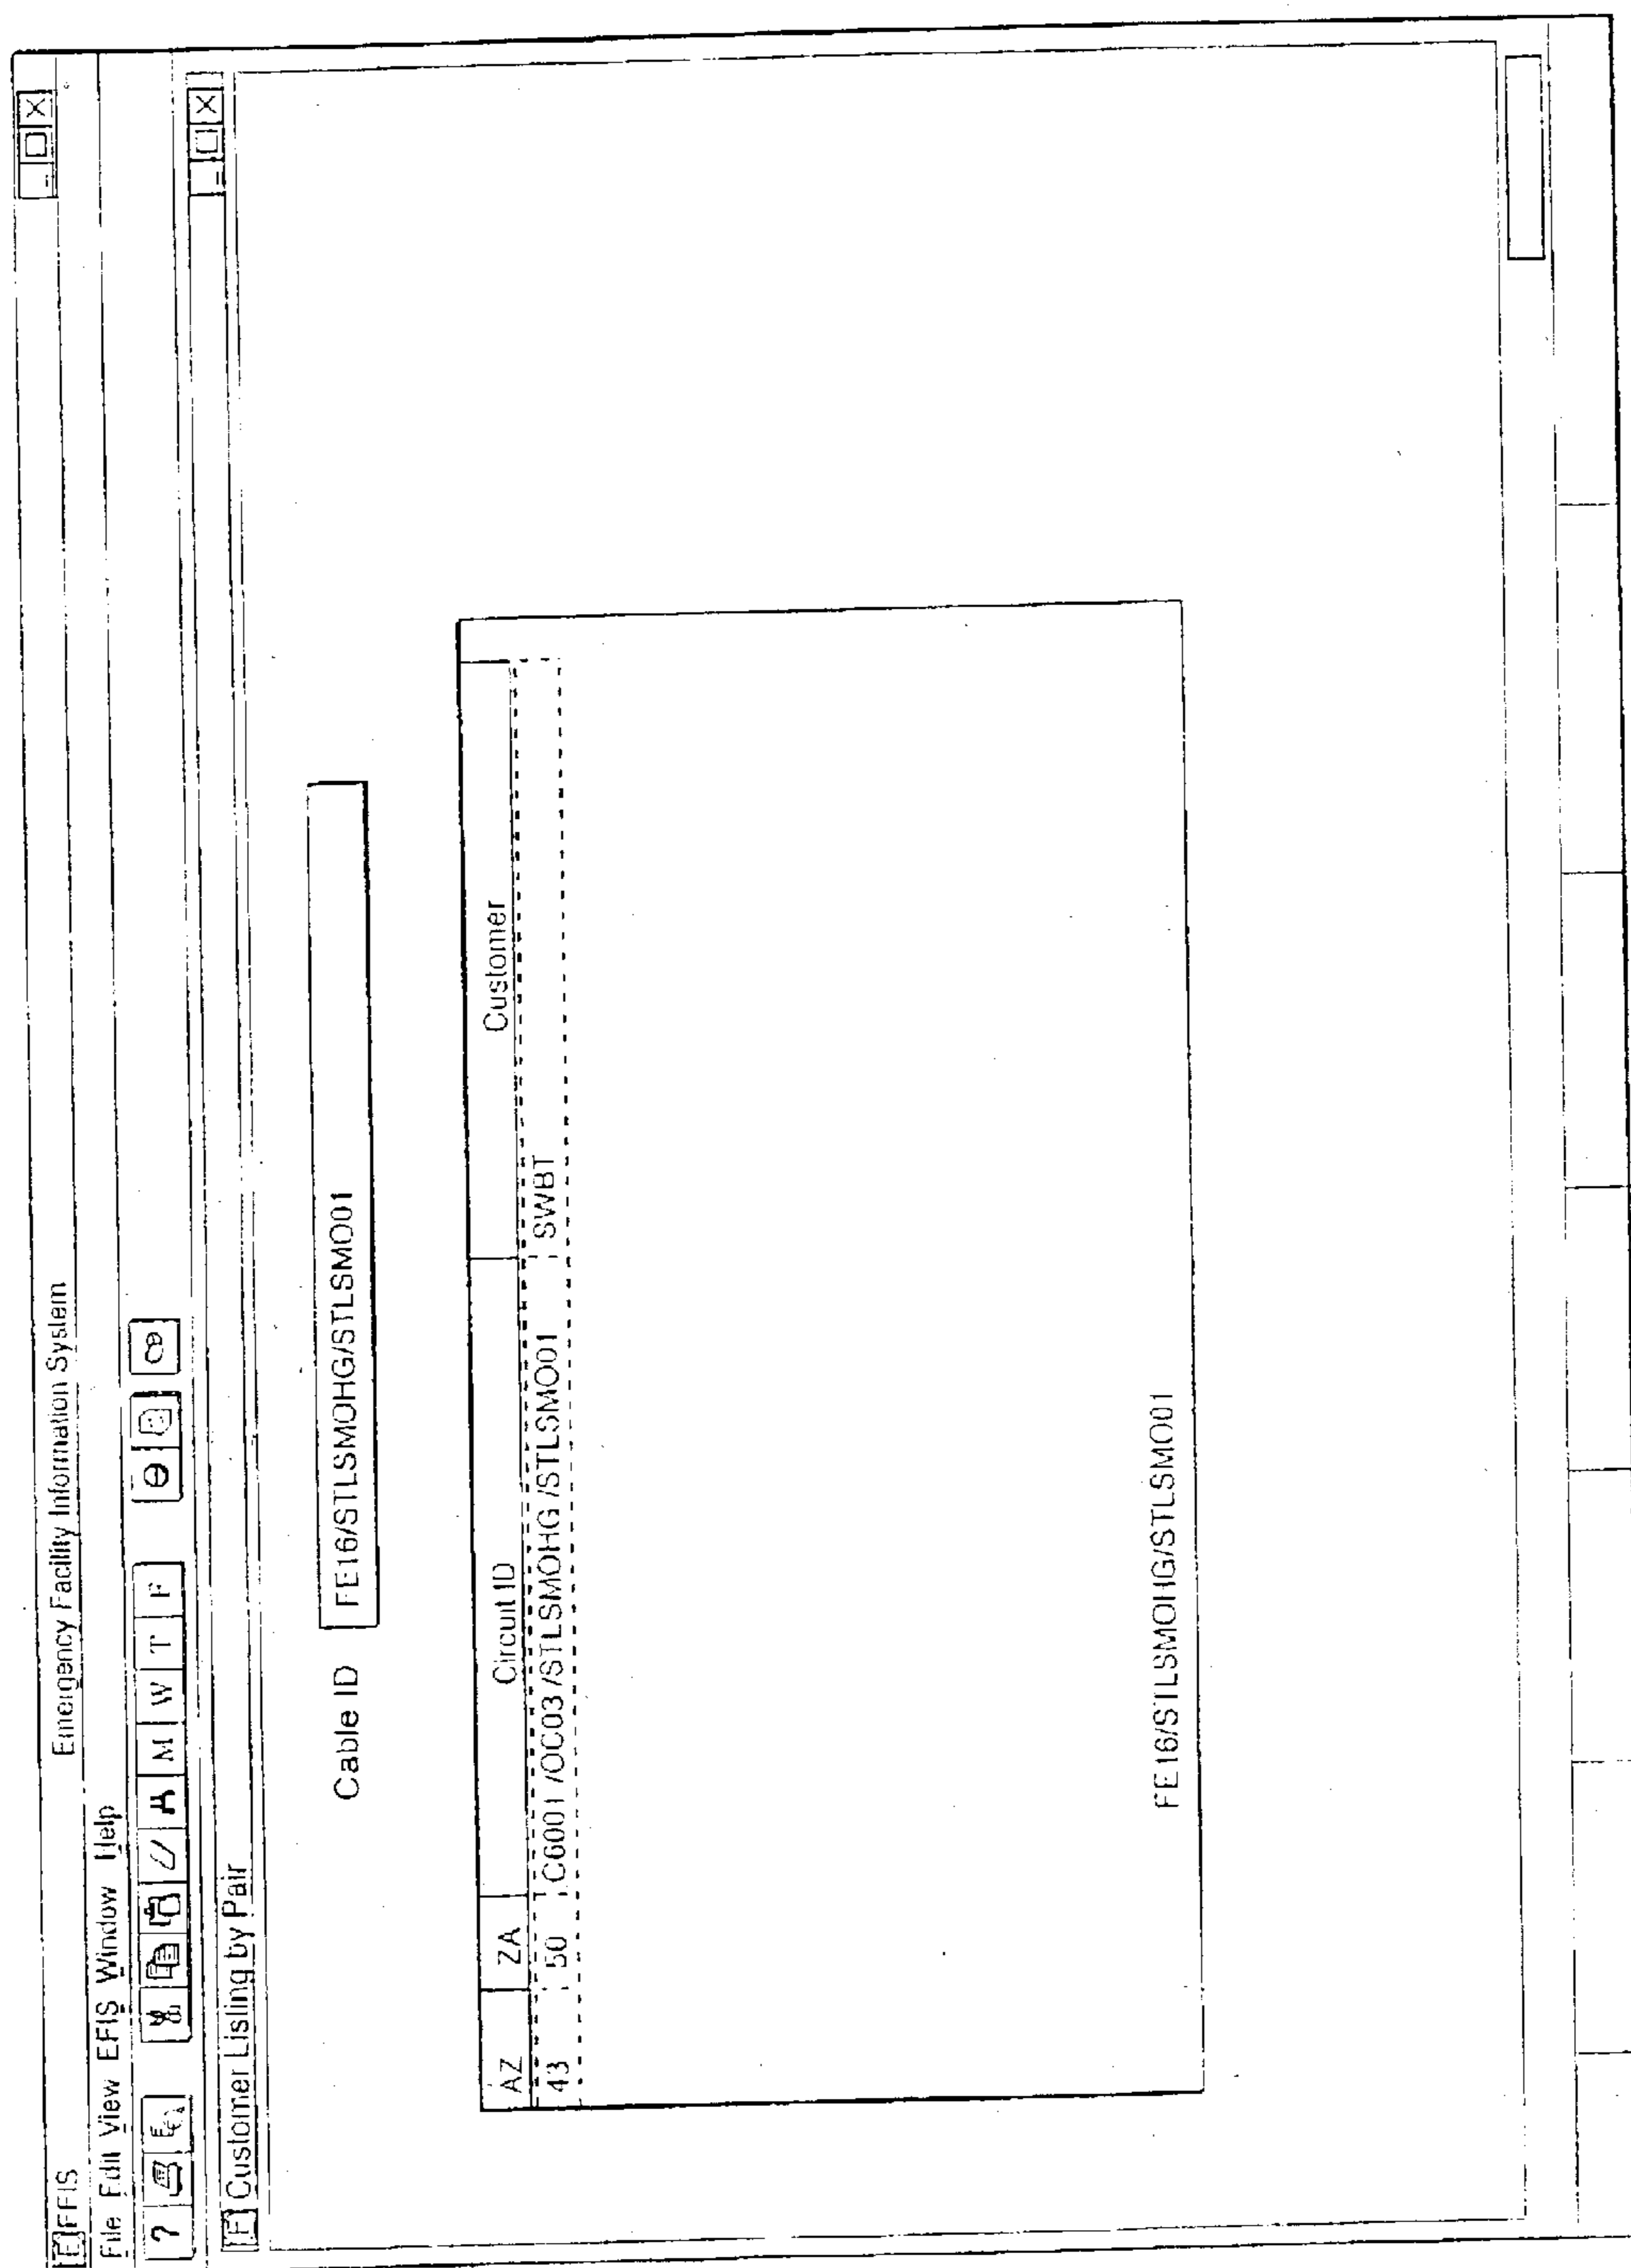 E EFIS Emergency Facility Information System
File Edit View EFIS Window Help
? M W T F
E Customer Listing by Pair
Cable ID FE16/STLSMOHG/STLSMO01
AZ ZA Circuit ID Customer
43 50 C6001 /OC03 /STLSMOHG /STLSMO01 SWBT
FE16/STLSMOHG/STLSMO01